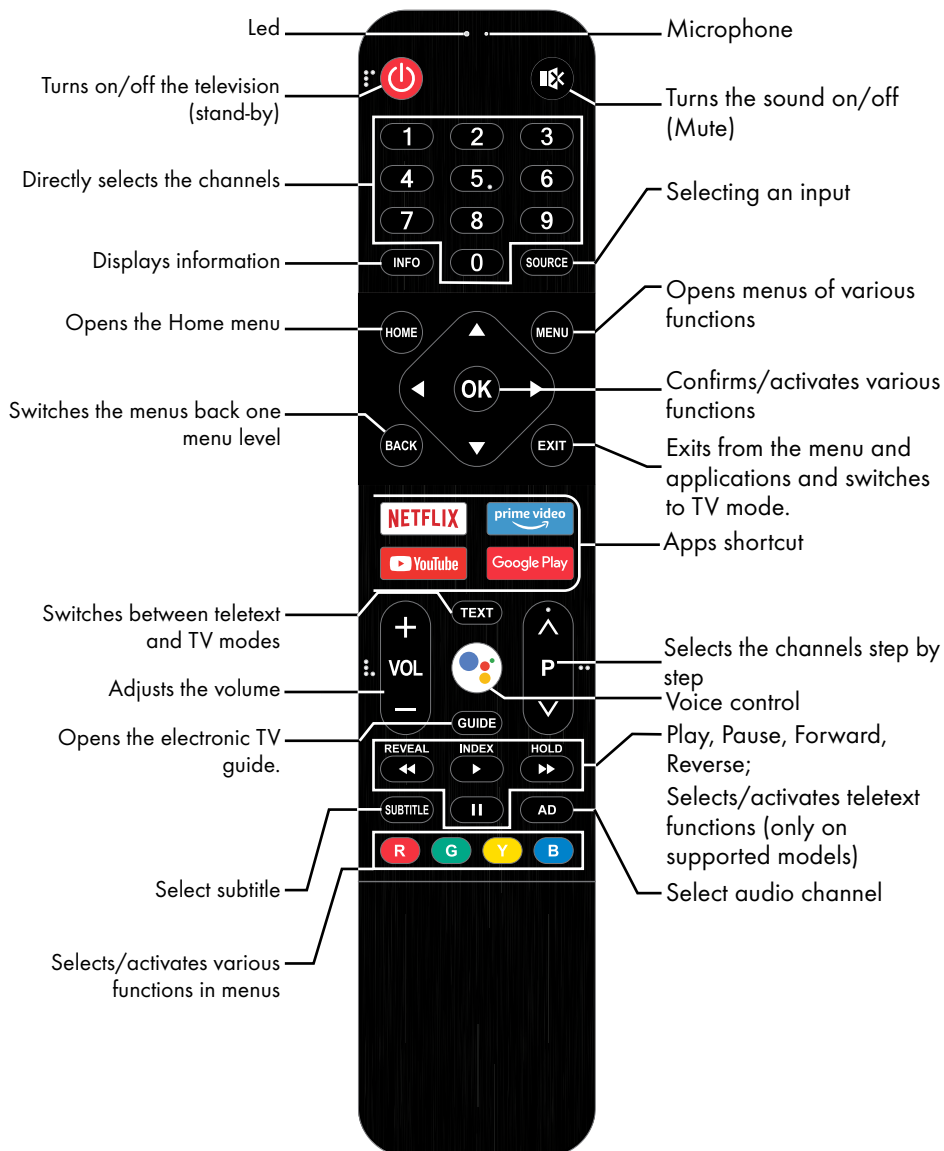 Led
Microphone
Turns on/off the television
(stand-by)
Turns the sound on/off
(Mute)
1 2 3
Directly selects the channels
4 5. 6
Selecting an input
7 8 9
Displays information
INFO 0 SOURCE
Opens menus of various
functions
Opens the Home menu
HOME MENU
OK
Confirms/activates various
functions
Switches the menus back one
menu level
BACK EXIT
Exits from the menu and
applications and switches
to TV mode.
NETFLIX prime video
YouTube Google Play
Apps shortcut
Switches between teletext
and TV modes
TEXT
+
VOL
–
P
Selects the channels step by
step
Voice control
Adjusts the volume
GUIDE
Opens the electronic TV
guide.
REVEAL INDEX HOLD
Play, Pause, Forward,
Reverse;
Selects/activates teletext
functions (only on
supported models)
SUBTITLE AD
R G Y B
Select subtitle
Select audio channel
Selects/activates various
functions in menus